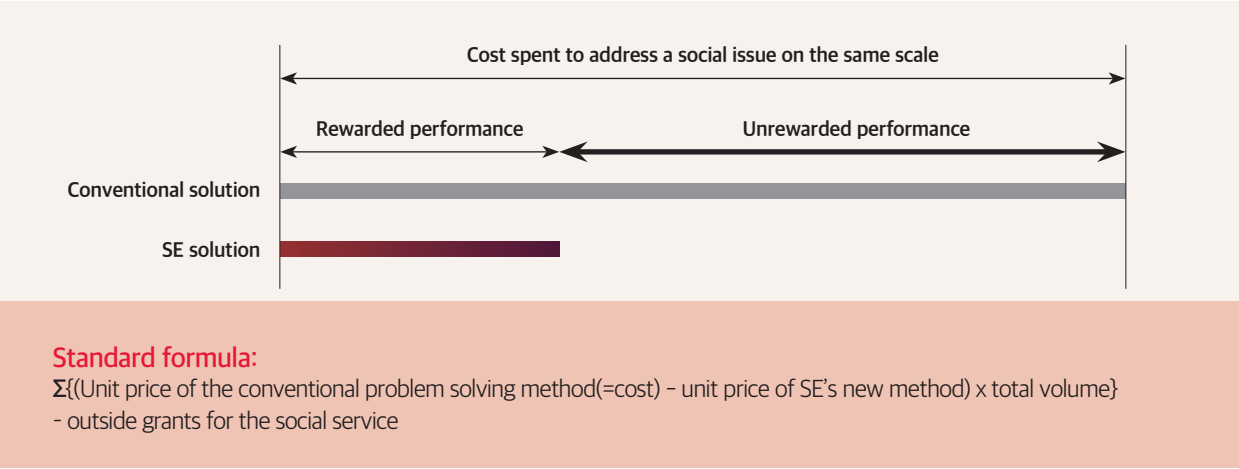 Cost spent to address a social issue on the same scale
Rewarded performance
Unrewarded performance
Conventional solution
SE solution
Standard formula:
Σ{(Unit price of the conventional problem solving method(=cost) – unit price of SE's new method) x total volume}
- outside grants for the social service